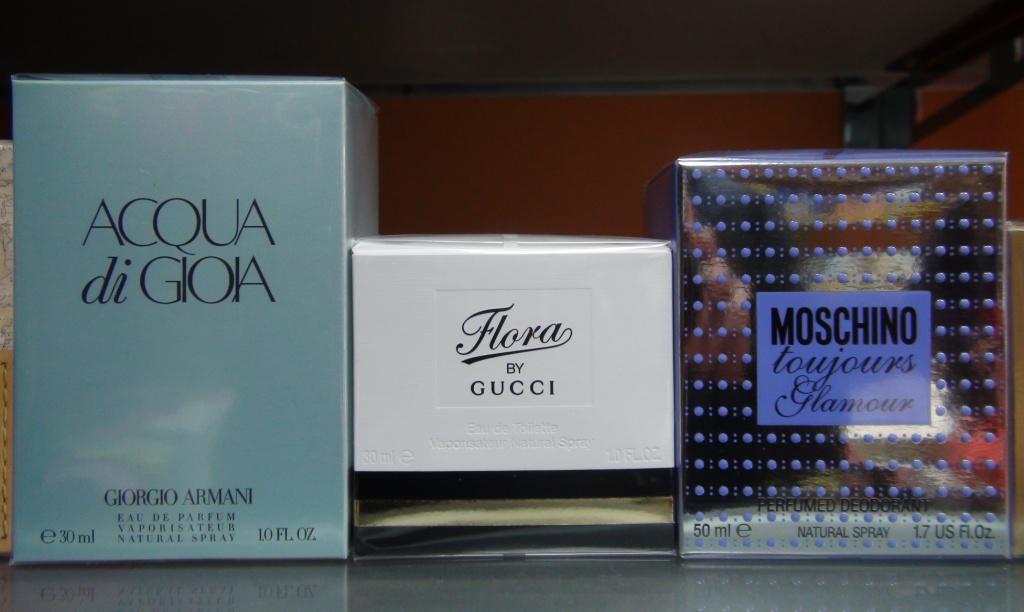 ACQUA
di GIOIA
GIORGIO ARMANI
EAU DE PARFUM
VAPORISATEUR
NATURAL SPRAY
℮ 30 ml
1.0 FL. OZ.
Flora
BY
GUCCI
Eau de Toilette
Vaporisateur Natural Spray
30 ml ℮
1.0 FL.OZ.
MOSCHINO
toujours
Glamour
PERFUMED DEODORANT
50 ml ℮
NATURAL SPRAY
1.7 US Fl.Oz.